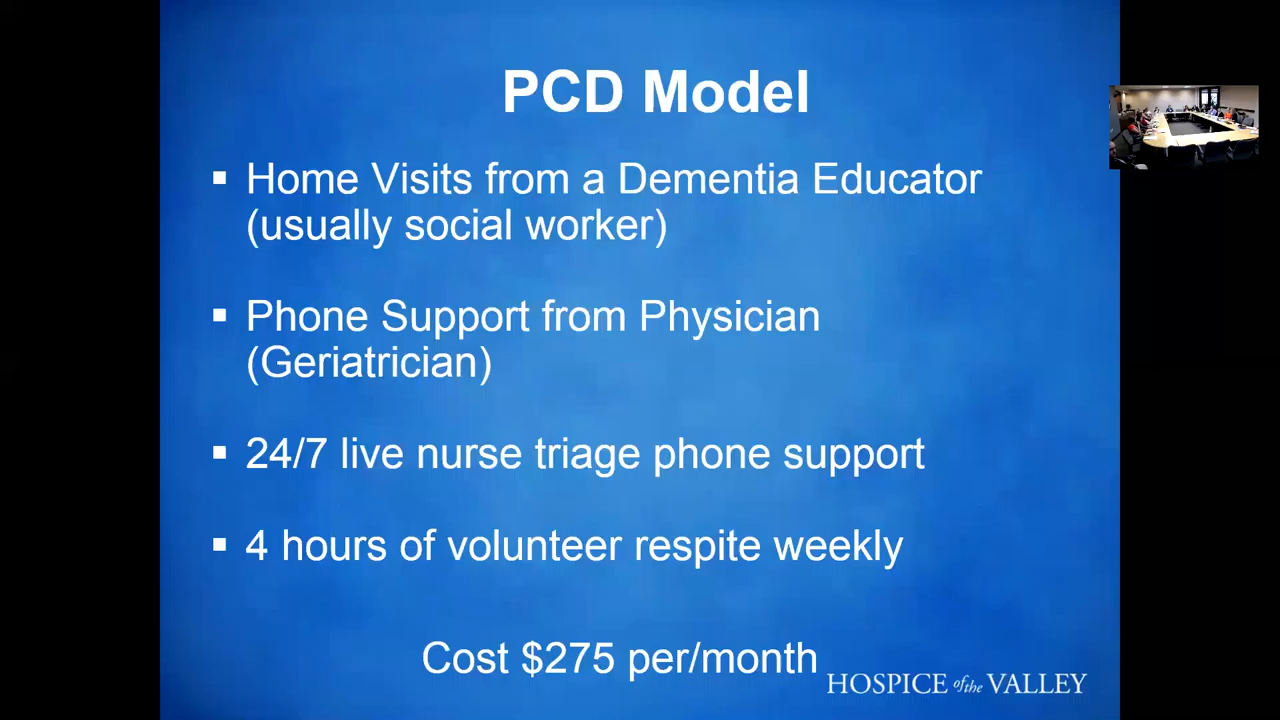 PCD Model
▪ Home Visits from a Dementia Educator
(usually social worker)
▪ Phone Support from Physician
(Geriatrician)
▪ 24/7 live nurse triage phone support
▪ 4 hours of volunteer respite weekly
Cost $275 per/month
HOSPICE of the VALLEY